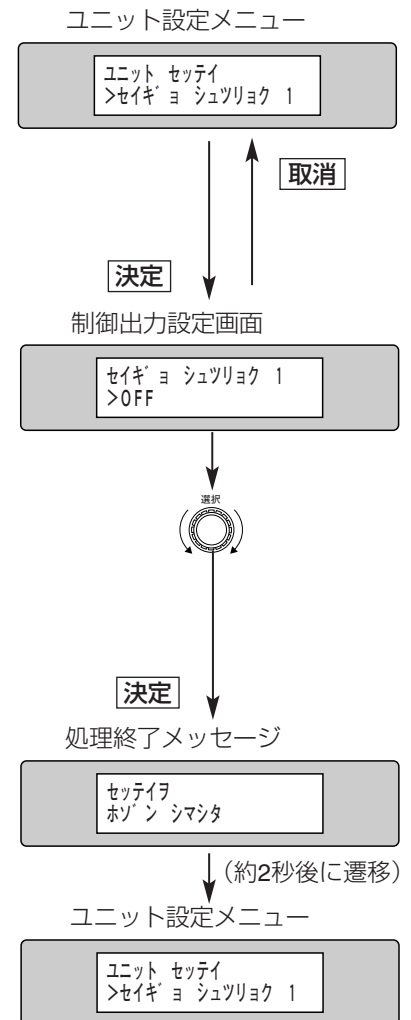 ユニット設定メニュー
ユニット セッテイ
>セイギョ シュツリョク 1
取消
決定
制御出力設定画面
セイギョ シュツリョク 1
>OFF
選択
決定
処理終了メッセージ
セッテイヲ
ホゾン シマシタ
(約2秒後に遷移)
ユニット設定メニュー
ユニット セッテイ
>セイギョ シュツリョク 1